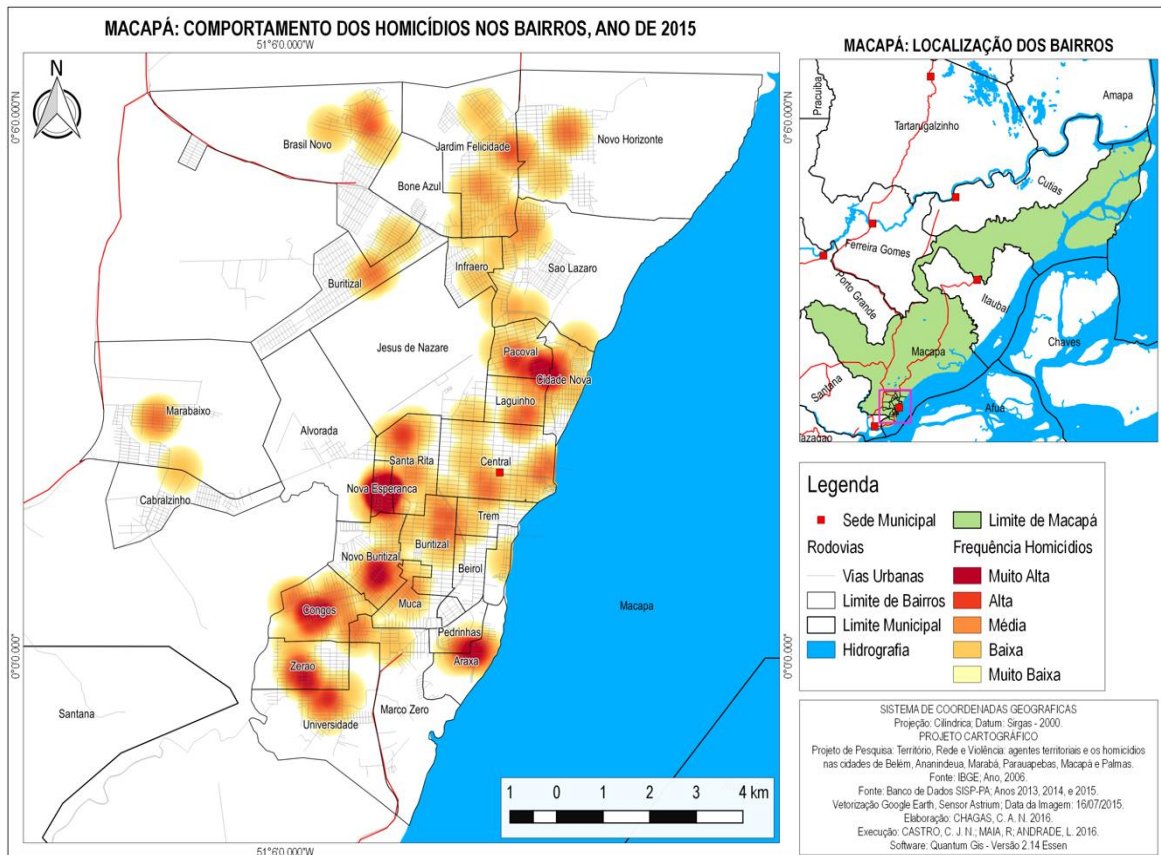 MACAPÁ: COMPORTAMENTO DOS HOMICÍDIOS NOS BAIRROS, ANO DE 2015
51°6'0.000"W
N
0°6'0.000"N
0°6'0.000"N
Brasil Novo
Jardim Felicidade
Novo Horizonte
Bone Azul
Infraero
Sao Lazaro
Buritizal
Jesus de Nazare
Pacoval
Cidade Nova
Laguinho
Marabaixo
Alvorada
Santa Rita
Central
Nova Esperanca
Cabralzinho
Trem
Buritizal
Novo Buritizal
Beirol
Congos
Muca
Macapa
Pedrinhas
Araxa
0°0'0.000"
0°0'0.000"
Zerao
Santana
Marco Zero
Universidade
1 0 1 2 3 4 km
51°6'0.000"W
MACAPÁ: LOCALIZAÇÃO DOS BAIRROS
Pracuiba
Amapa
Tartarugalzinho
Cutias
Ferreira Gomes
Porto Grande
Itaubal
Chaves
Macapa
Santana
Afua
azagao
Legenda
Sede Municipal
Limite de Macapá
Rodovias
Frequência Homicídios
Vias Urbanas
Muito Alta
Limite de Bairros
Alta
Limite Municipal
Média
Hidrografia
Baixa
Muito Baixa
SISTEMA DE COORDENADAS GEOGRAFICAS
Projeção: Cilíndrica; Datum: Sirgas - 2000.
PROJETO CARTOGRÁFICO
Projeto de Pesquisa: Território, Rede e Violência: agentes territoriais e os homicídios
nas cidades de Belém, Ananindeua, Marabá, Parauapebas, Macapá e Palmas.
Fonte: IBGE; Ano, 2006.
Fonte: Banco de Dados SISP-PA; Anos 2013, 2014, e 2015.
Vetorização Google Earth, Sensor Astrium; Data da Imagem: 16/07/2015.
Elaboração: CHAGAS, C. A. N. 2016.
Execução: CASTRO, C. J. N.; MAIA, R; ANDRADE, L. 2016.
Software: Quantum Gis - Versão 2.14 Essen